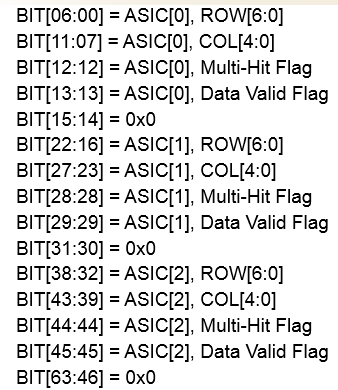 BIT[06:00] = ASIC[0], ROW[6:0]
BIT[11:07] = ASIC[0], COL[4:0]
BIT[12:12] = ASIC[0], Multi-Hit Flag
BIT[13:13] = ASIC[0], Data Valid Flag
BIT[15:14] = 0x0
BIT[22:16] = ASIC[1], ROW[6:0]
BIT[27:23] = ASIC[1], COL[4:0]
BIT[28:28] = ASIC[1], Multi-Hit Flag
BIT[29:29] = ASIC[1], Data Valid Flag
BIT[31:30] = 0x0
BIT[38:32] = ASIC[2], ROW[6:0]
BIT[43:39] = ASIC[2], COL[4:0]
BIT[44:44] = ASIC[2], Multi-Hit Flag
BIT[45:45] = ASIC[2], Data Valid Flag
BIT[63:46] = 0x0